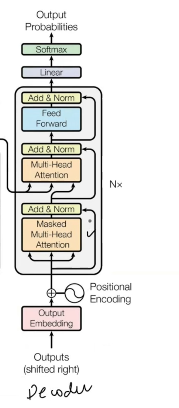 Output
Probabilities
Softmax
Linear
Add & Norm
Feed
Forward
Add & Norm
Multi-Head
Attention
N×
Add & Norm
Masked
Multi-Head
Attention
Positional
Encoding
Output
Embedding
Outputs
(shifted right)
Decoder